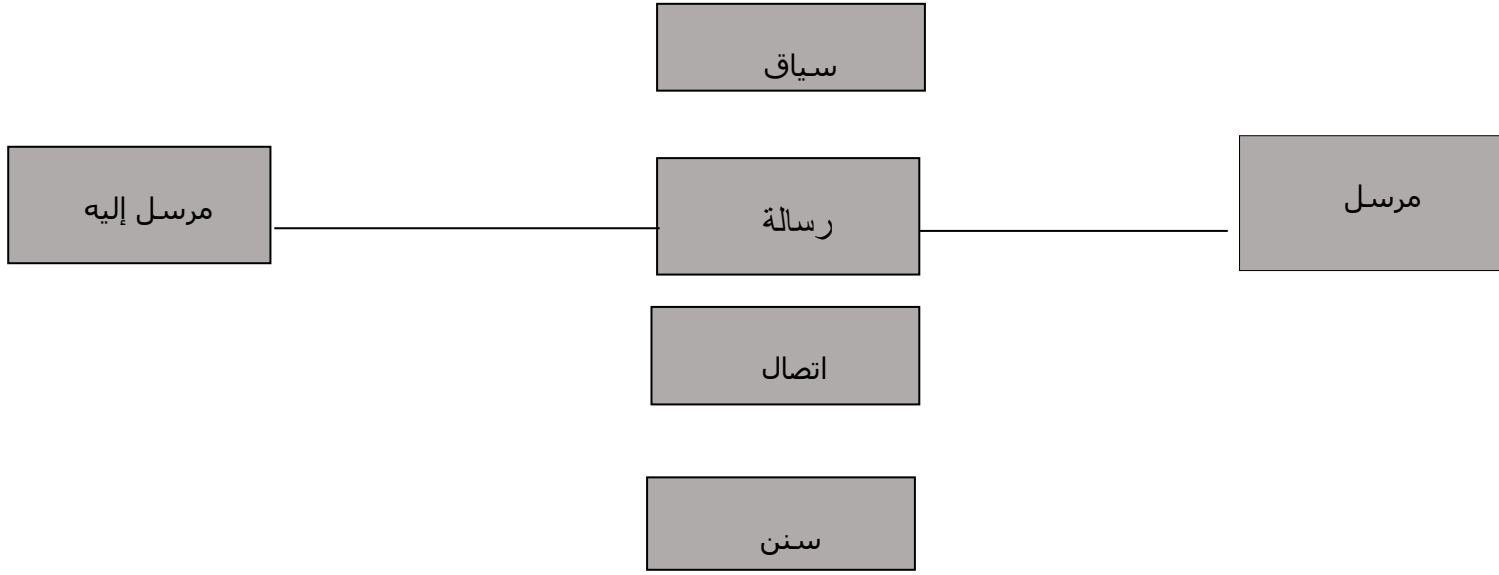 سياق
مرسل
رسالة
مرسل إليه
اتصال
سنن